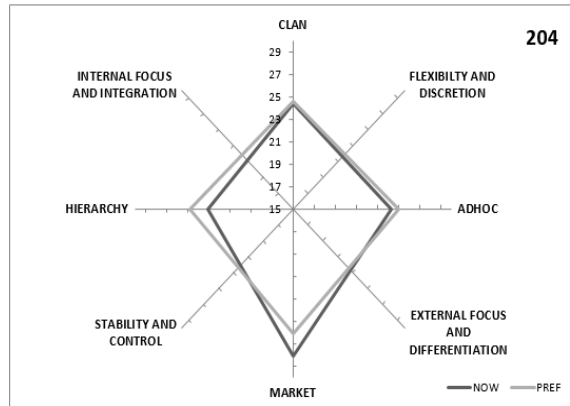 CLAN
204
29
27
25
23
21
19
17
15
INTERNAL FOCUS
AND INTEGRATION
FLEXIBILTY AND
DISCRETION
HIERARCHY
ADHOC
STABILITY AND
CONTROL
EXTERNAL FOCUS
AND
DIFFERENTIATION
MARKET
NOW
PREF